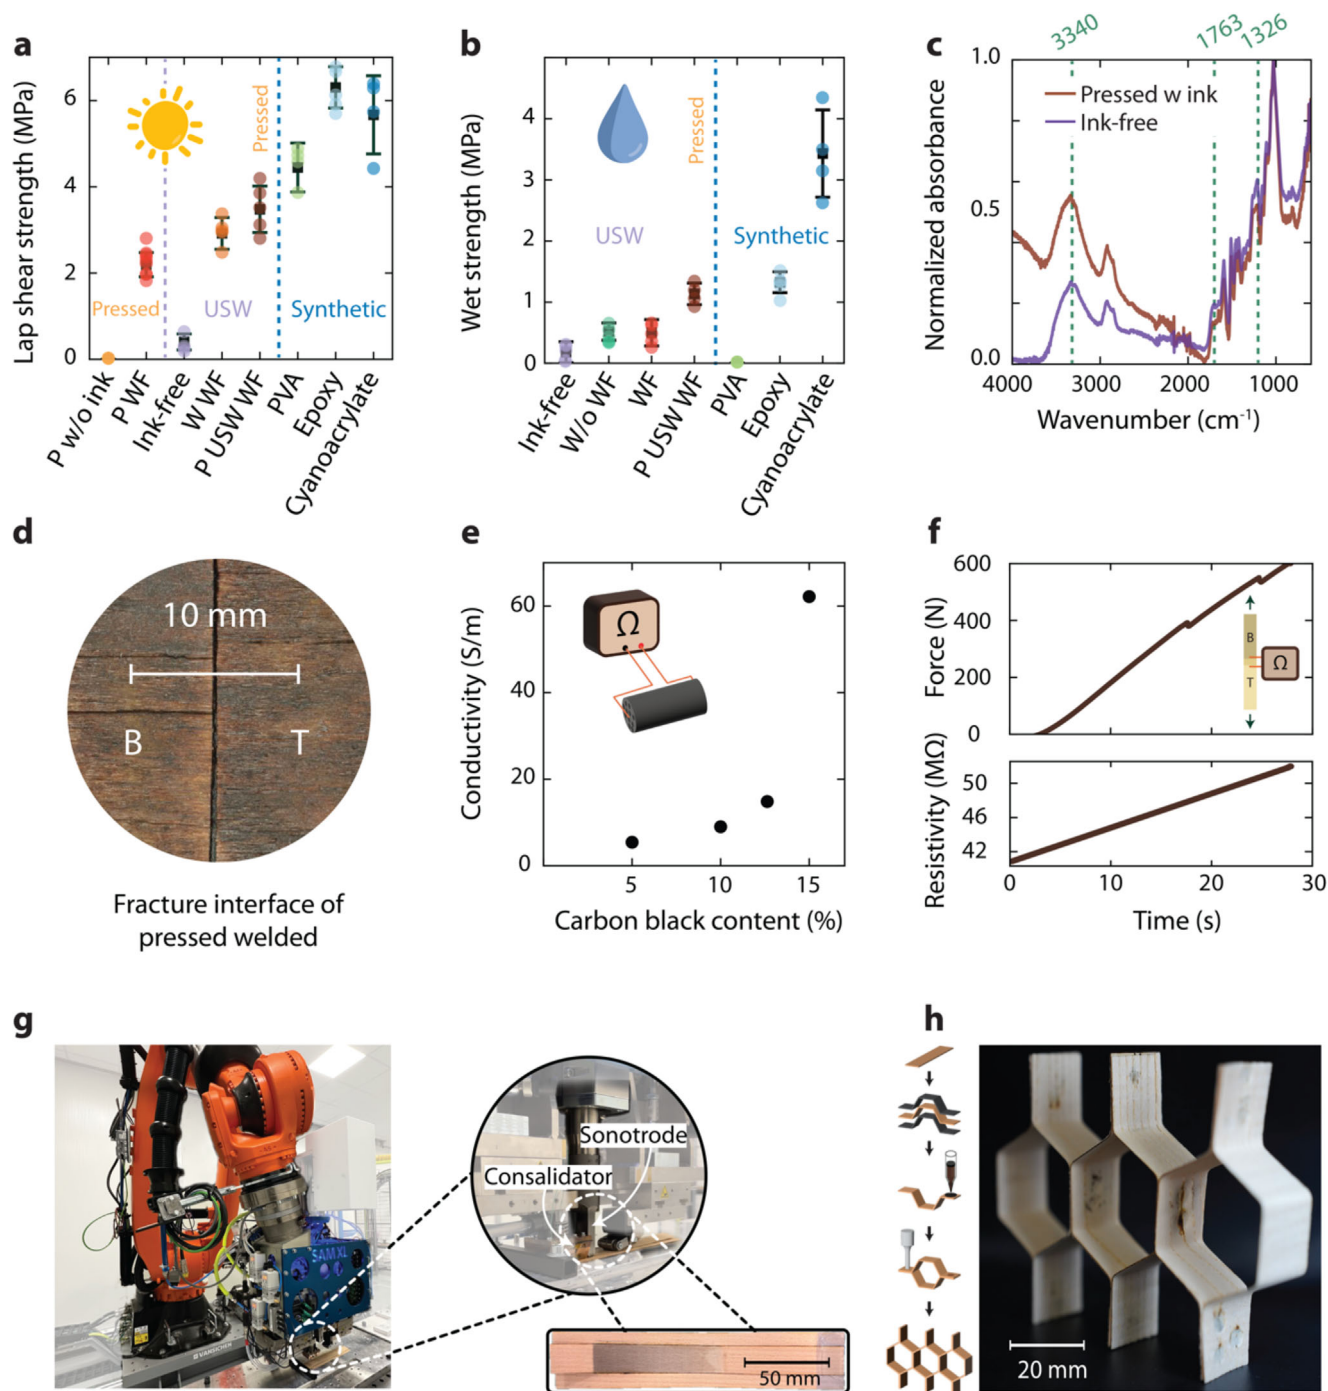 a
Lap shear strength (MPa)
6
4
2
0
Pressed
Pressed
USW
Synthetic
P w/o ink
P WF
Ink-free
W WF
P USW WF
PVA
Epoxy
Cyanoacrylate
b
Wet strength (MPa)
5
4
3
2
1
0
Pressed
USW
Synthetic
Ink-free
W/o WF
WF
P USW WF
PVA
Epoxy
Cyanoacrylate
c
3340
1763
1326
Normalized absorbance
1.0
0.5
0.0
Pressed w ink
Ink-free
4000
3000
2000
1000
Wavenumber (cm⁻¹)
d
10 mm
B
T
Fracture interface of
pressed welded
e
Conductivity (S/m)
60
40
20
0
Ω
5
10
15
Carbon black content (%)
f
Force (N)
600
400
200
0
B
T
Ω
Resistivity (MΩ)
50
46
42
0
10
20
30
Time (s)
g
SAM XL
VANSICHEN
Sonotrode
Consalidator
50 mm
h
20 mm